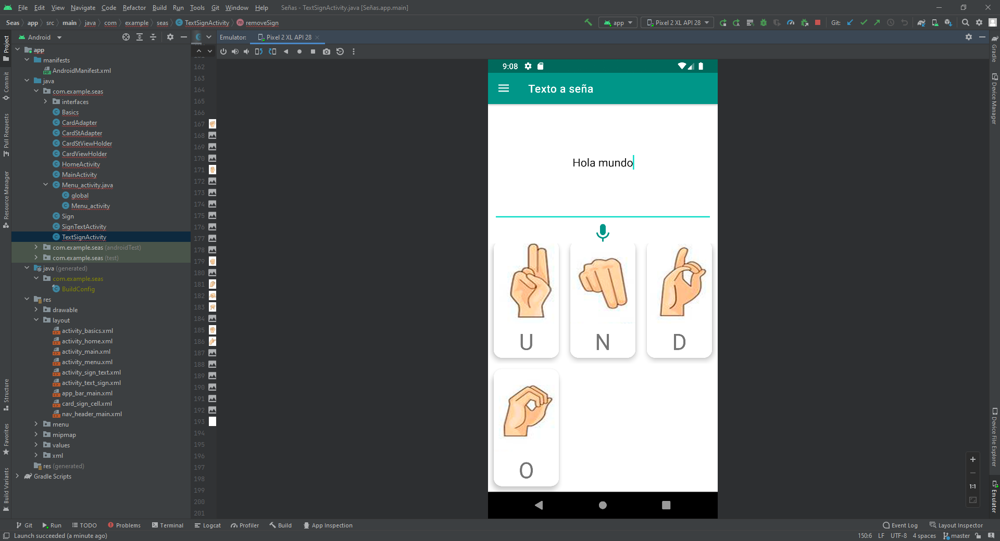 File Edit View Navigate Code Refactor Build Run Tools Git Window Help Señas - TextSignActivity.java [Señas.app.main]
Seas app src main java com example seas TextSignActivity removeSign app Pixel 2 XL API 28 Git:
Android Emulator: Pixel 2 XL API 28
Project
Commit
Pull Requests
Resource Manager
Structure
Favorites
Build Variants
app
manifests
AndroidManifest.xml
java
com.example.seas
interfaces
Basics
CardAdapter
CardStAdapter
CardStViewHolder
CardViewHolder
HomeActivity
MainActivity
Menu_activity.java
global
Menu_activity
Sign
SignTextActivity
TextSignActivity
com.example.seas (androidTest)
com.example.seas (test)
java (generated)
com.example.seas
BuildConfig
res
drawable
layout
activity_basics.xml
activity_home.xml
activity_main.xml
activity_menu.xml
activity_sign_text.xml
activity_text_sign.xml
app_bar_main.xml
card_sign_cell.xml
nav_header_main.xml
menu
mipmap
values
xml
res (generated)
Gradle Scripts
162
163
164
165
166
167
168
169
170
171
172
173
174
175
176
177
178
179
180
181
182
183
184
185
186
187
188
189
190
191
192
193
194
195
196
197
198
199
200
201
9:08
Texto a seña
Hola mundo
U N D
O
Gradle
Device Manager
Device File Explorer
Emulator
1:1
Git Run TODO Problems Terminal Logcat Profiler Build App Inspection Event Log Layout Inspector
Launch succeeded (a minute ago) 150:6 LF UTF-8 4 spaces master